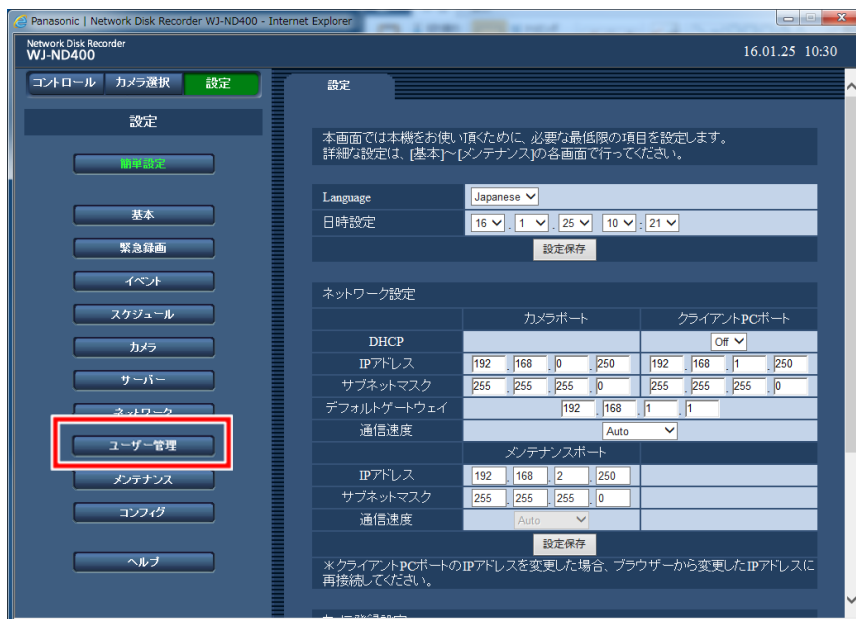 Panasonic | Network Disk Recorder WJ-ND400 - Internet Explorer
Network Disk Recorder
WJ-ND400
16.01.25 10:30
コントロール カメラ選択 設定
設定
簡単設定
基本
緊急録画
イベント
スケジュール
カメラ
サーバー
ネットワーク
ユーザー管理
メンテナンス
コンフィグ
ヘルプ
設定
本画面では本機をお使い頂くために、必要な最低限の項目を設定します。
詳細な設定は、[基本]~[メンテナンス]の各画面で行ってください。
Language Japanese
日時設定 16 . 1 . 25 10 : 21
設定保存
ネットワーク設定
カメラポート クライアントPCポート
DHCP Off
IPアドレス 192 . 168 . 0 . 250 192 . 168 . 1 . 250
サブネットマスク 255 . 255 . 255 . 0 255 . 255 . 255 . 0
デフォルトゲートウェイ 192 . 168 . 1 . 1
通信速度 Auto
メンテナンスポート
IPアドレス 192 . 168 . 2 . 250
サブネットマスク 255 . 255 . 255 . 0
通信速度 Auto
設定保存
※クライアントPCポートのIPアドレスを変更した場合、ブラウザーから変更したIPアドレスに
再接続してください。